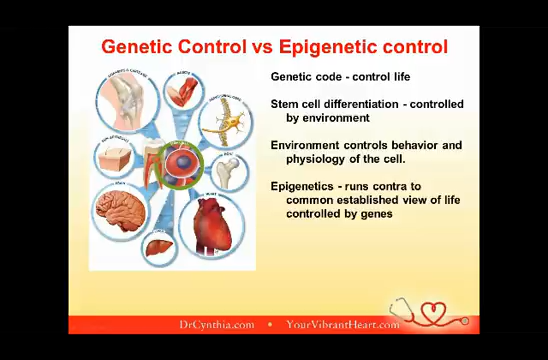 Genetic Control vs Epigenetic control
Genetic code - control life
Stem cell differentiation - controlled
by environment
Environment controls behavior and
physiology of the cell.
Epigenetics - runs contra to
common established view of life
controlled by genes
BRAIN
HEART
DrCynthia.com • YourVibrantHeart.com